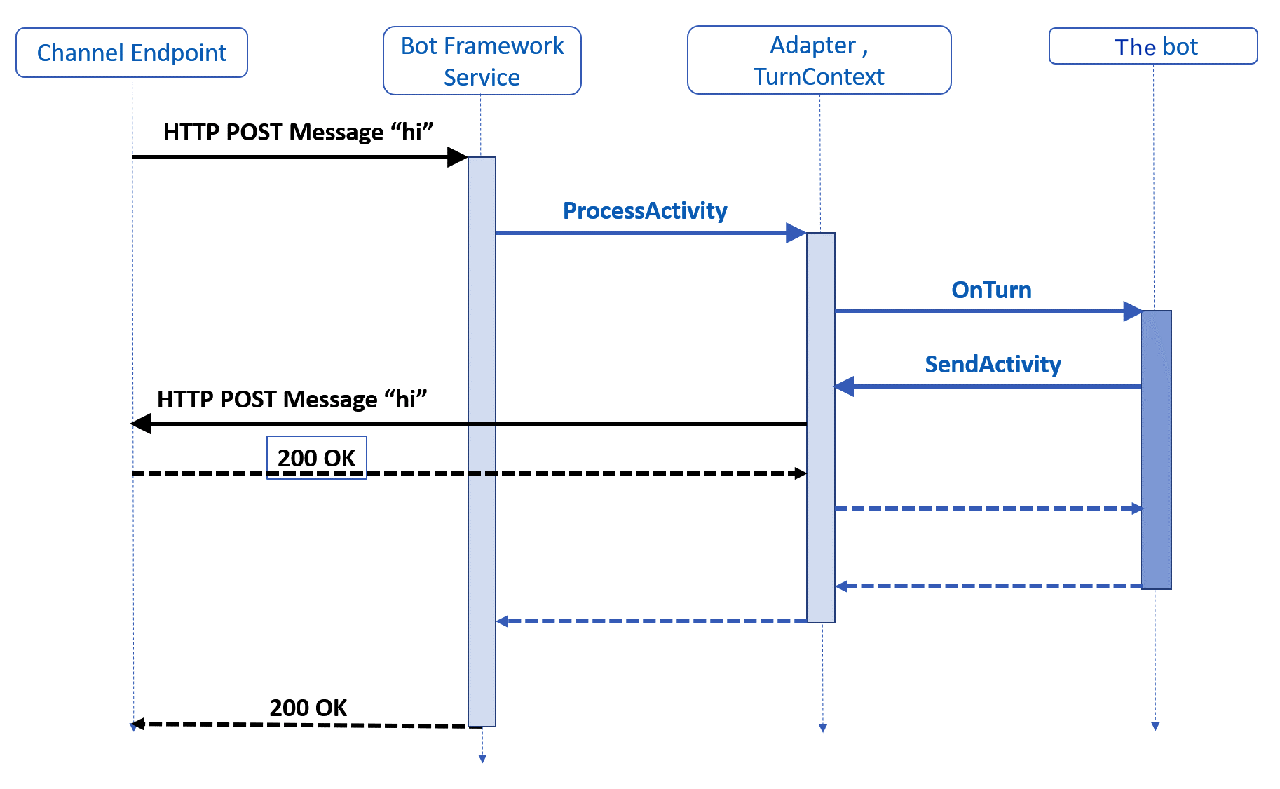 Channel Endpoint
Bot Framework
Service
Adapter ,
TurnContext
The bot
HTTP POST Message “hi”
ProcessActivity
OnTurn
SendActivity
HTTP POST Message “hi”
200 OK
200 OK